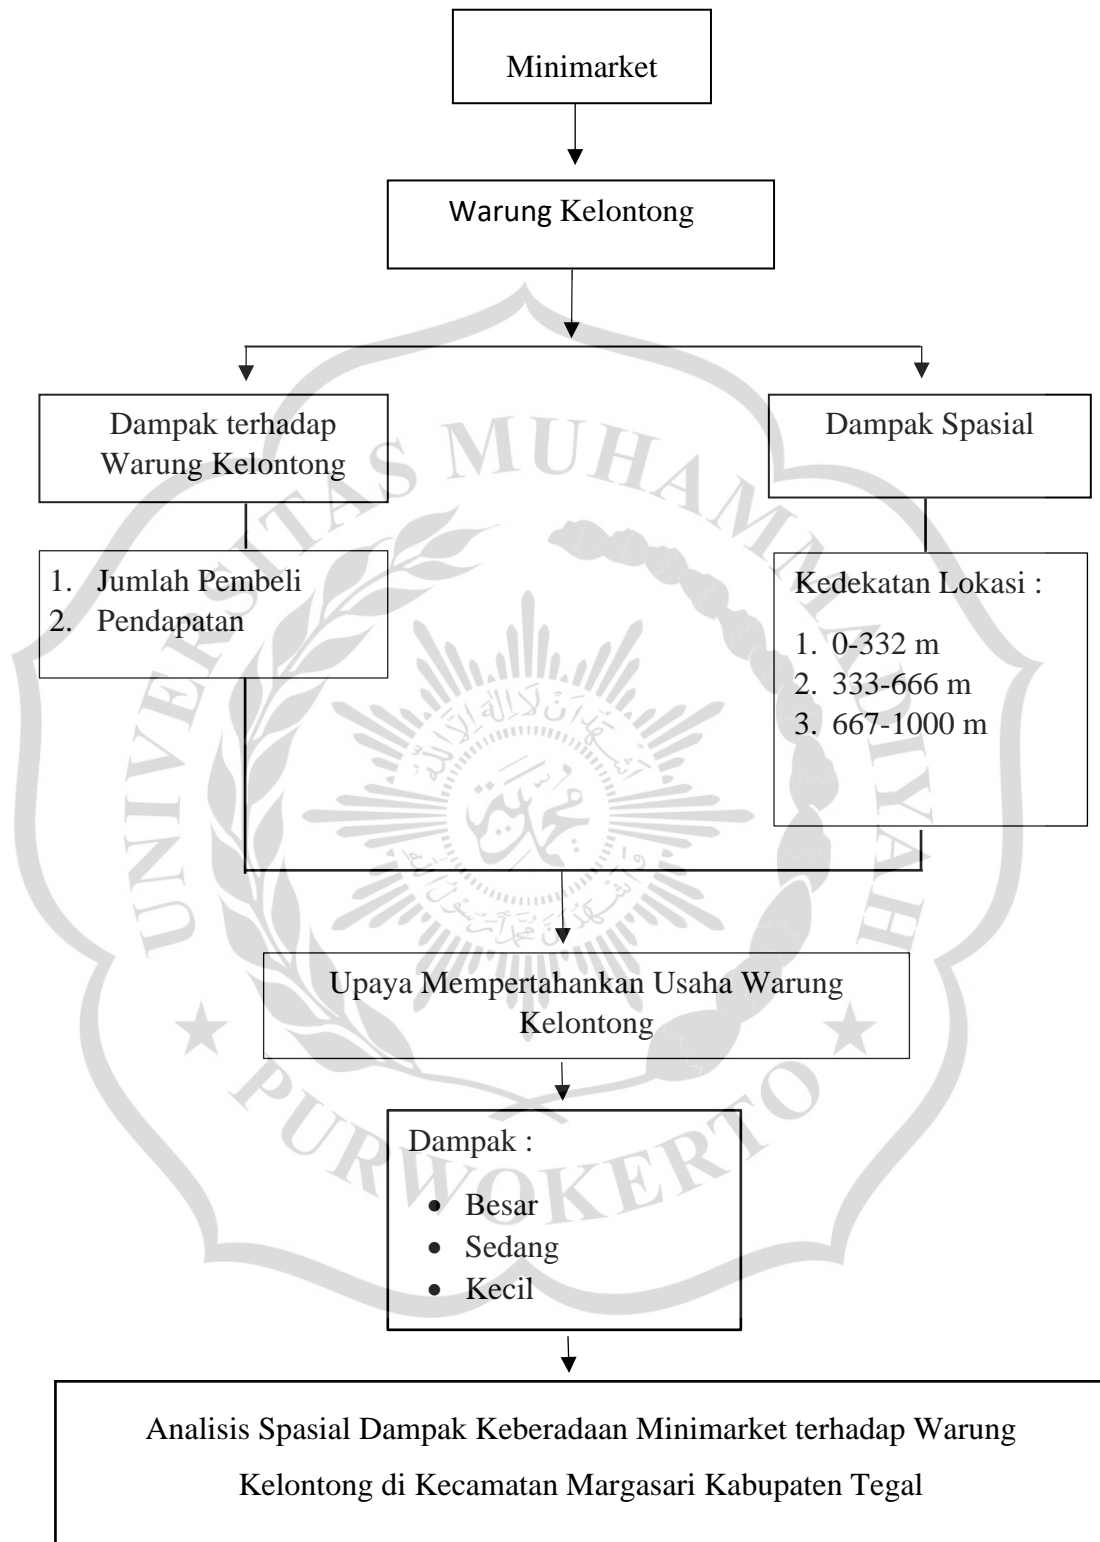 Minimarket
Warung Kelontong
Dampak terhadap
Warung Kelontong
Dampak Spasial
1. Jumlah Pembeli
2. Pendapatan
Kedekatan Lokasi :
1. 0-332 m
2. 333-666 m
3. 667-1000 m
Upaya Mempertahankan Usaha Warung
Kelontong
Dampak :
• Besar
• Sedang
• Kecil
Analisis Spasial Dampak Keberadaan Minimarket terhadap Warung
Kelontong di Kecamatan Margasari Kabupaten Tegal
UNIVERSITAS MUHAMMADIYAH
PURWOKERTO